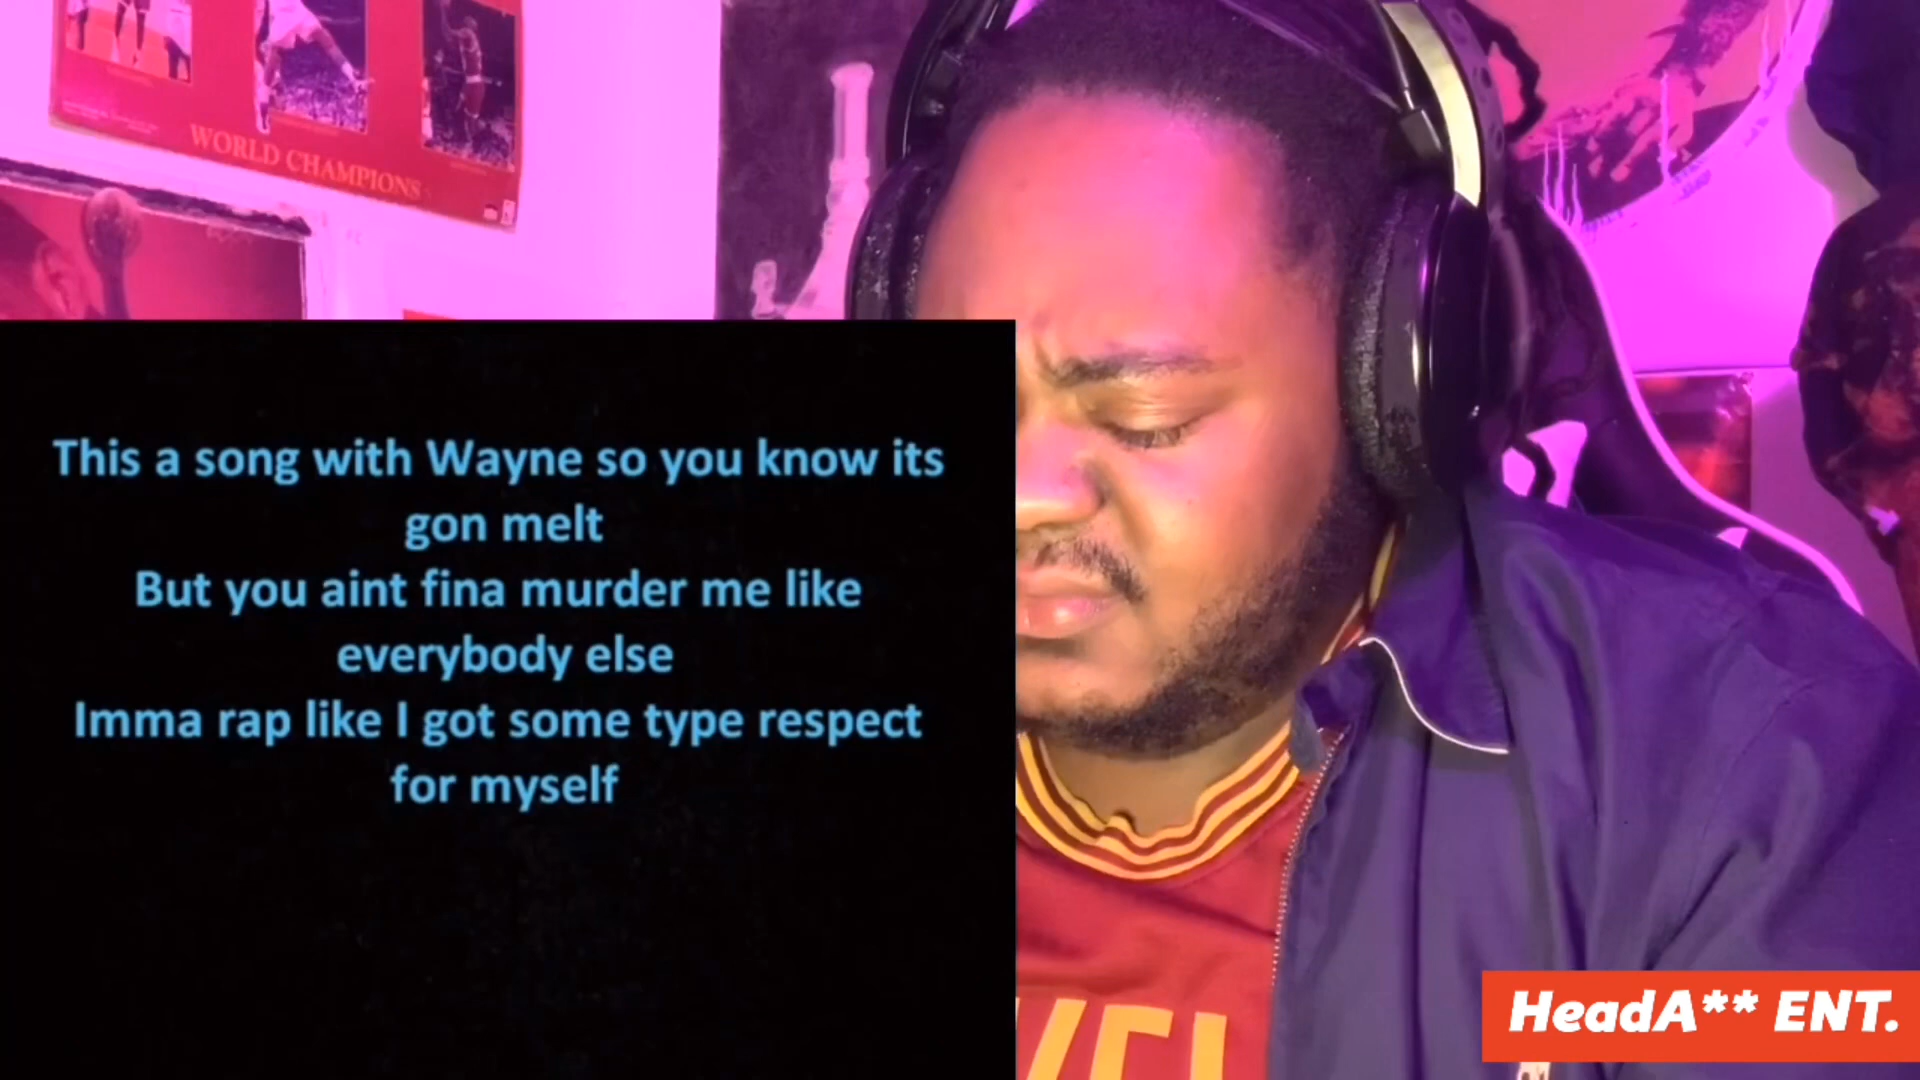 WORLD CHAMPIONS
This a song with Wayne so you know its
gon melt
But you aint fina murder me like
everybody else
Imma rap like I got some type respect
for myself
HeadA** ENT.